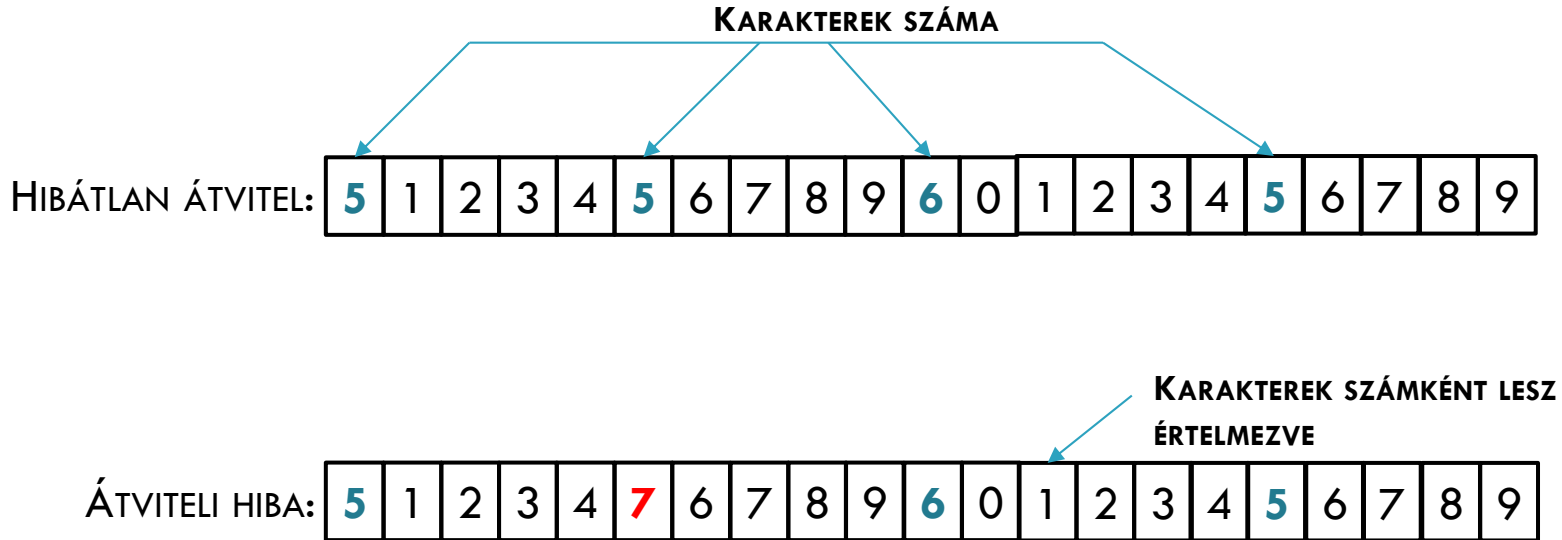 Karakterek száma
Hibátlan átvitel: 5 1 2 3 4 5 6 7 8 9 6 0 1 2 3 4 5 6 7 8 9
Karakterek számként lesz
értelmezve
Átviteli hiba: 5 1 2 3 4 7 6 7 8 9 6 0 1 2 3 4 5 6 7 8 9